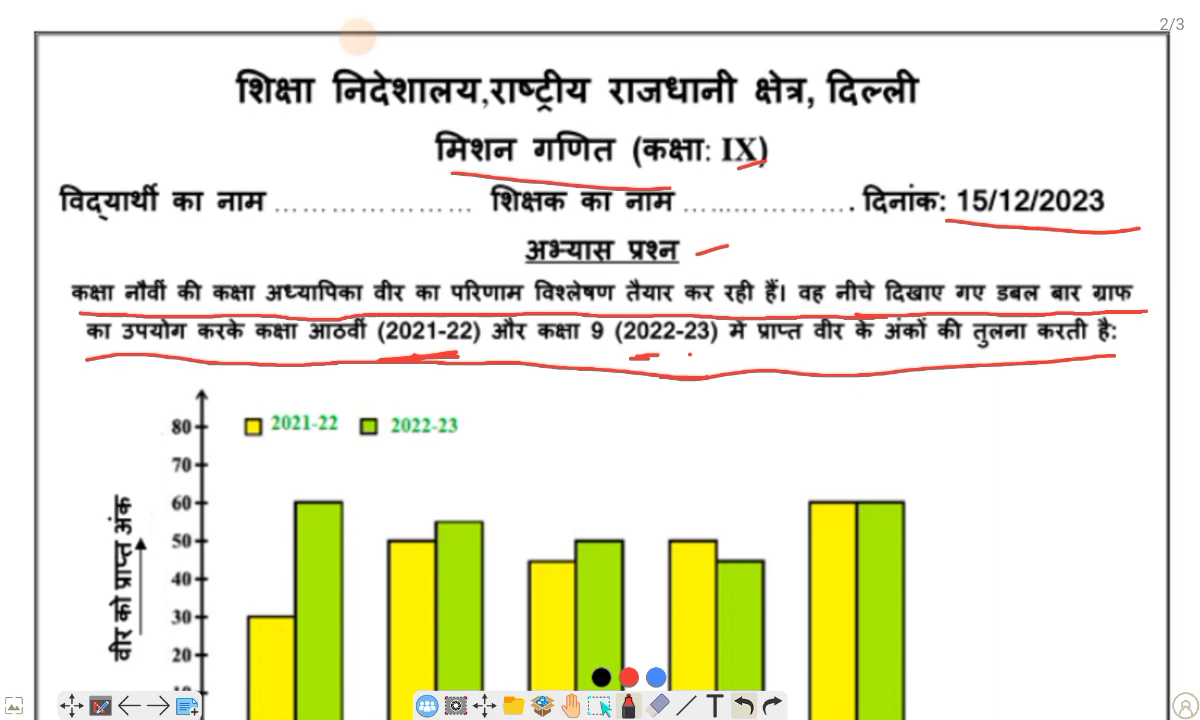 2/3
शिक्षा निदेशालय,राष्ट्रीय राजधानी क्षेत्र, दिल्ली
मिशन गणित (कक्षा: IX)
विद्यार्थी का नाम ........................ शिक्षक का नाम .................... दिनांक: 15/12/2023
अभ्यास प्रश्न
कक्षा नौवीं की कक्षा अध्यापिका वीर का परिणाम विश्लेषण तैयार कर रही हैं। वह नीचे दिखाए गए डबल बार ग्राफ
का उपयोग करके कक्षा आठवीं (2021-22) और कक्षा 9 (2022-23) में प्राप्त वीर के अंकों की तुलना करती है:
2021-22 2022-23
वीर को प्राप्त अंक
80
70
60
50
40
30
20
T